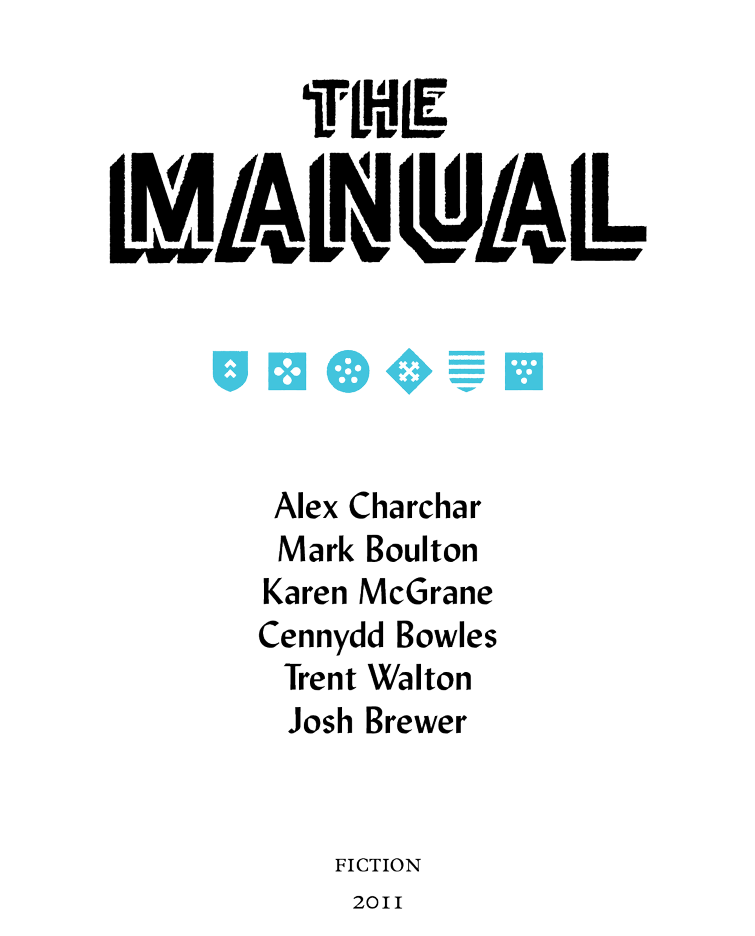 THE
MANUAL
Alex Charchar
Mark Boulton
Karen McGrane
Cennydd Bowles
Trent Walton
Josh Brewer
FICTION
2011